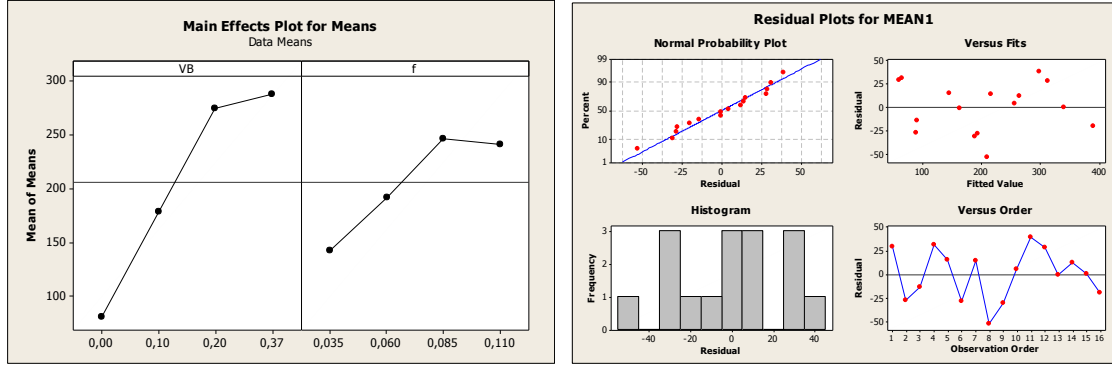 Main Effects Plot for Means
Data Means
VB f
300
250
200
150
100
Mean of Means
0,00 0,10 0,20 0,37 0,035 0,060 0,085 0,110
Residual Plots for MEAN1
Normal Probability Plot
99
90
50
10
1
Percent
-50 -25 0 25 50
Residual
Versus Fits
50
25
0
-25
-50
Residual
100 200 300 400
Fitted Value
Histogram
3
2
1
0
Frequency
-40 -20 0 20 40
Residual
Versus Order
50
25
0
-25
-50
Residual
1 2 3 4 5 6 7 8 9 10 11 12 13 14 15 16
Observation Order